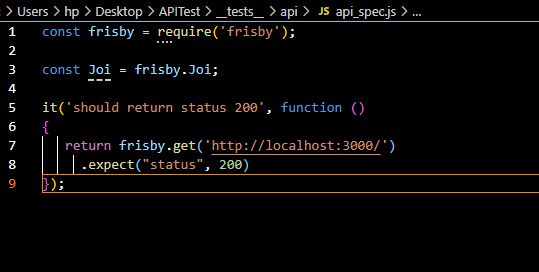 Users > hp > Desktop > APITest > __tests__ > api > JS api_spec.js > ...
1 const frisby = require('frisby');
2
3 const Joi = frisby.Joi;
4
5 it('should return status 200', function ()
6 {
7 return frisby.get('http://localhost:3000/')
8 .expect("status", 200)
9 });